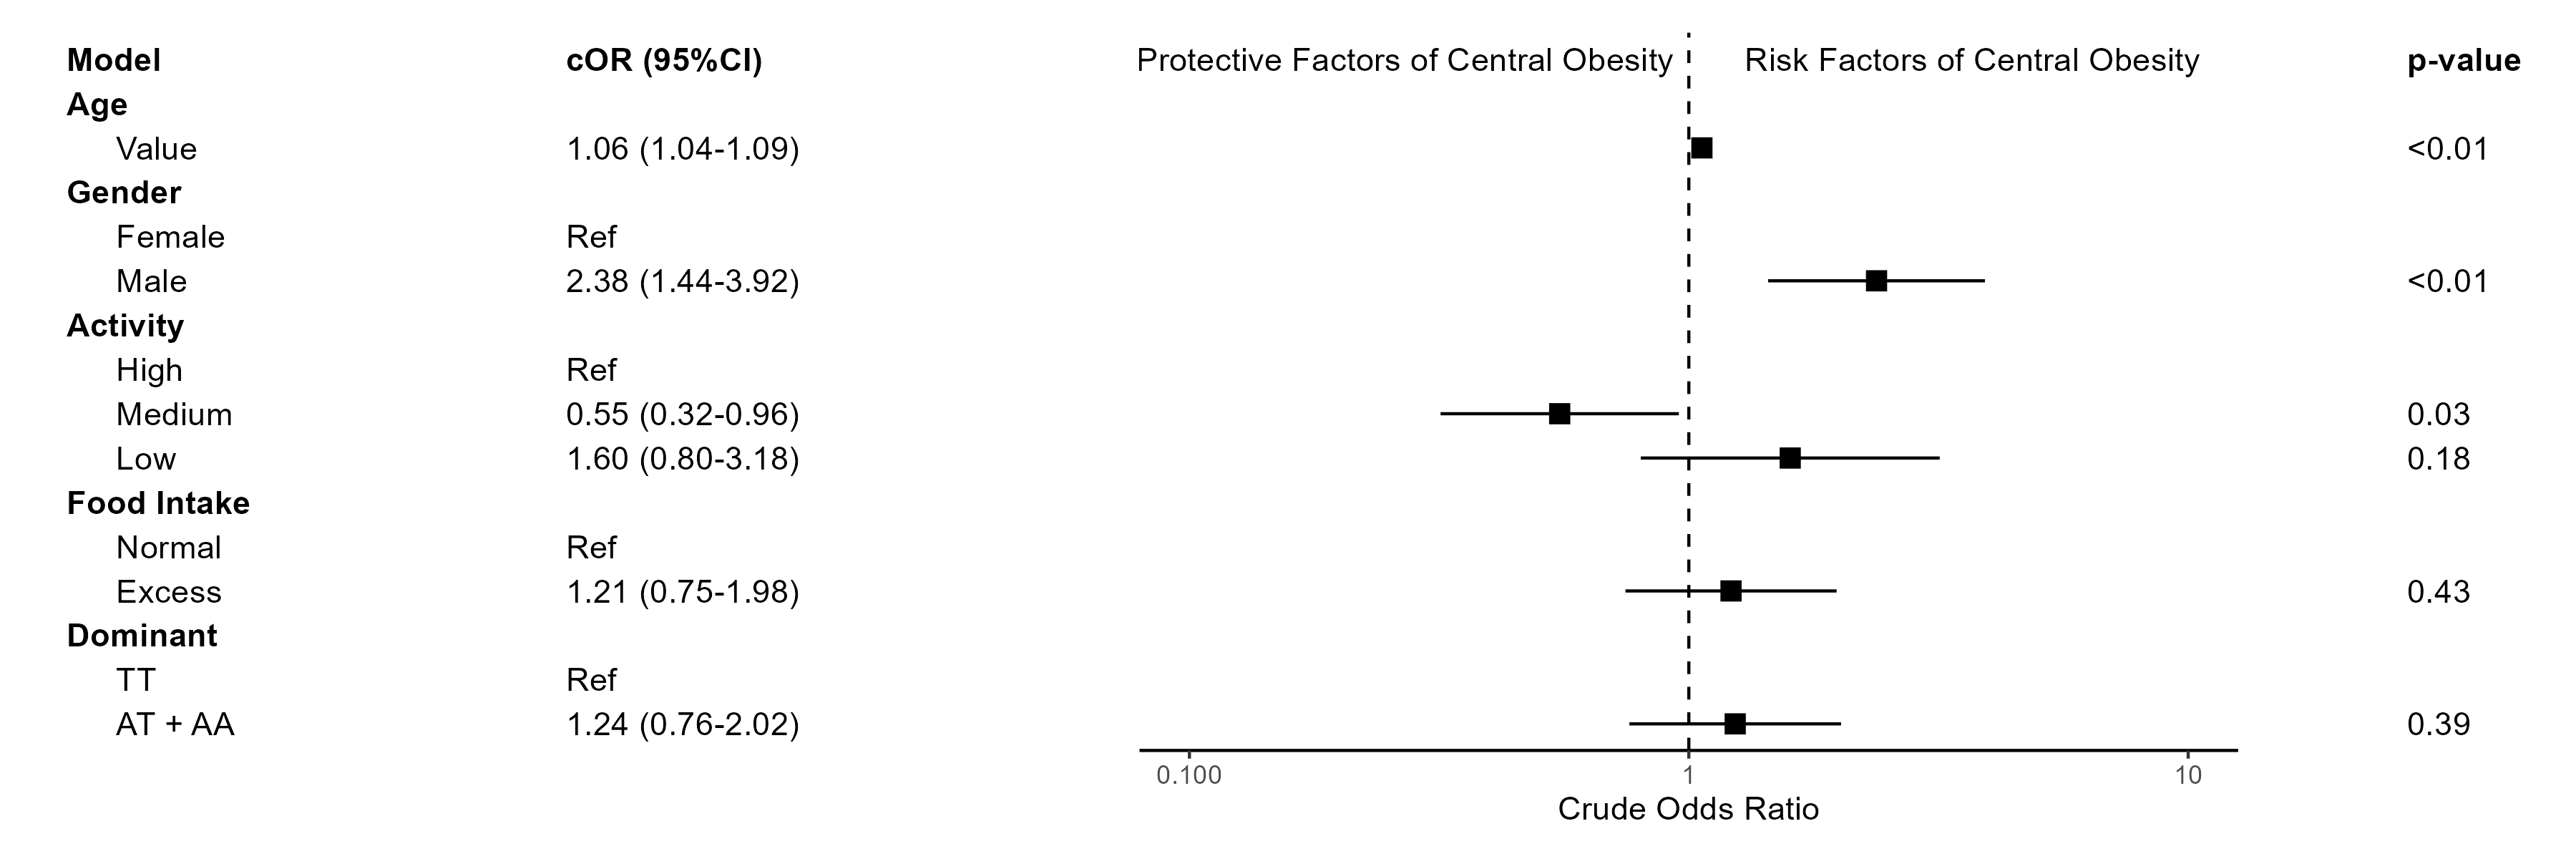 Model cOR (95%CI) Protective Factors of Central Obesity Risk Factors of Central Obesity p-value
Age
Value 1.06 (1.04-1.09) <0.01
Gender
Female Ref
Male 2.38 (1.44-3.92) <0.01
Activity
High Ref
Medium 0.55 (0.32-0.96) 0.03
Low 1.60 (0.80-3.18) 0.18
Food Intake
Normal Ref
Excess 1.21 (0.75-1.98) 0.43
Dominant
TT Ref
AT + AA 1.24 (0.76-2.02) 0.39
0.100 1 10
Crude Odds Ratio